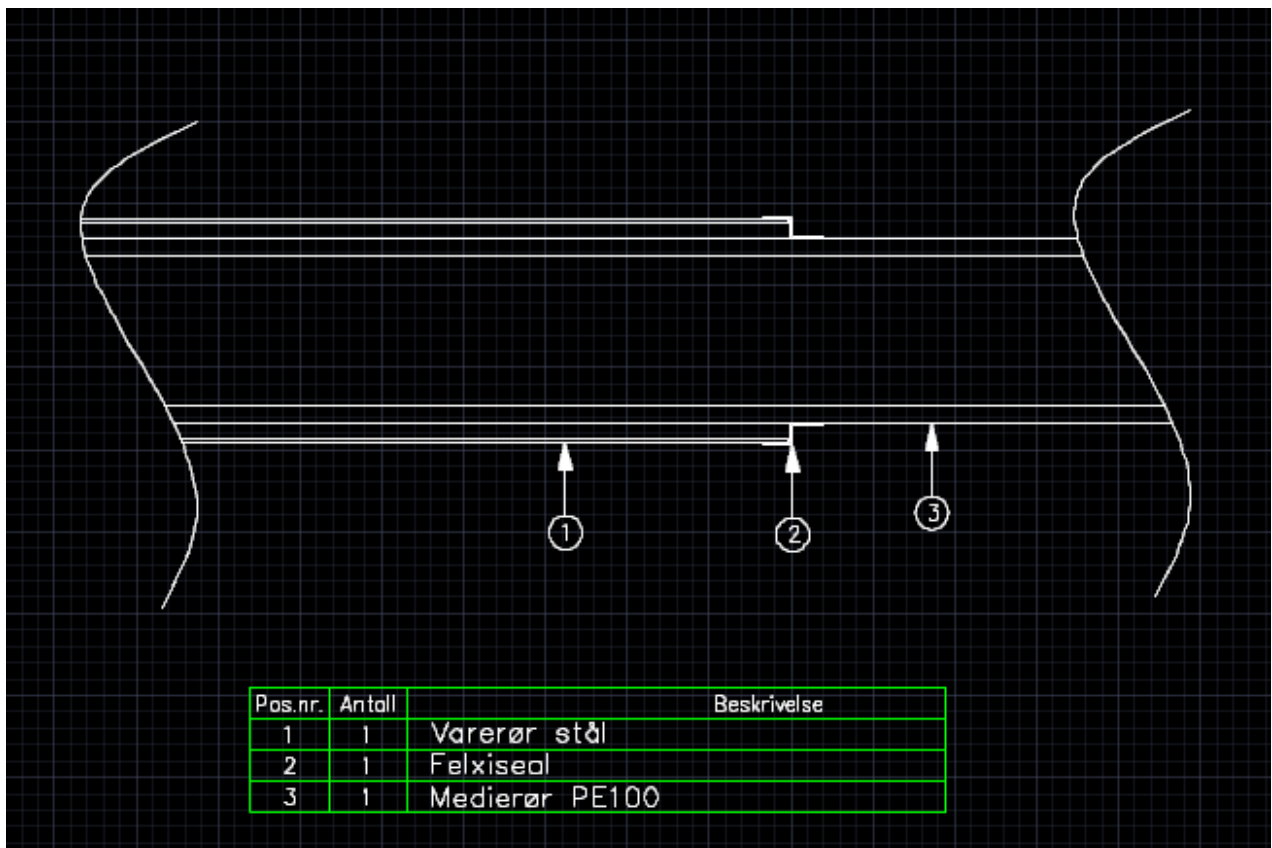 1
2
3
Pos.nr. Antall Beskrivelse
1 1 Varerør stål
2 1 Felxiseal
3 1 Medierør PE100